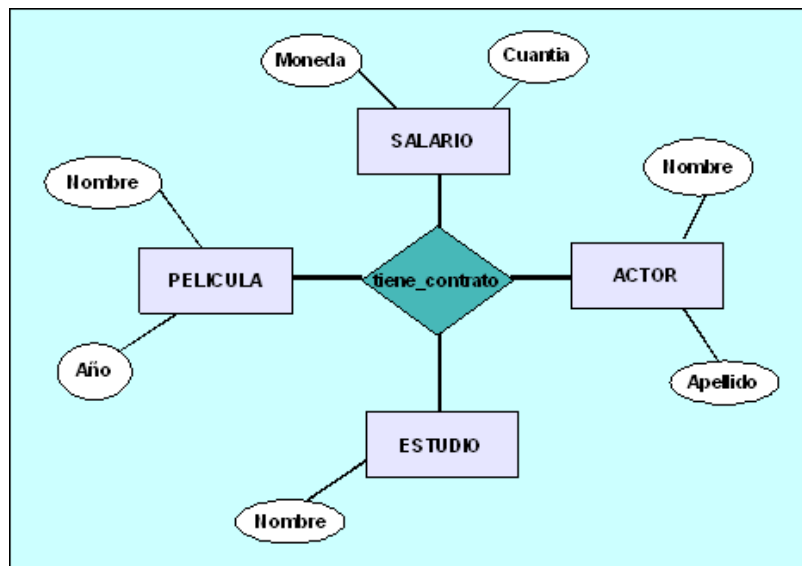 Moneda
Cuantia
SALARIO
Nombre
Nombre
PELICULA
tiene_contrato
ACTOR
Año
Apellido
ESTUDIO
Nombre